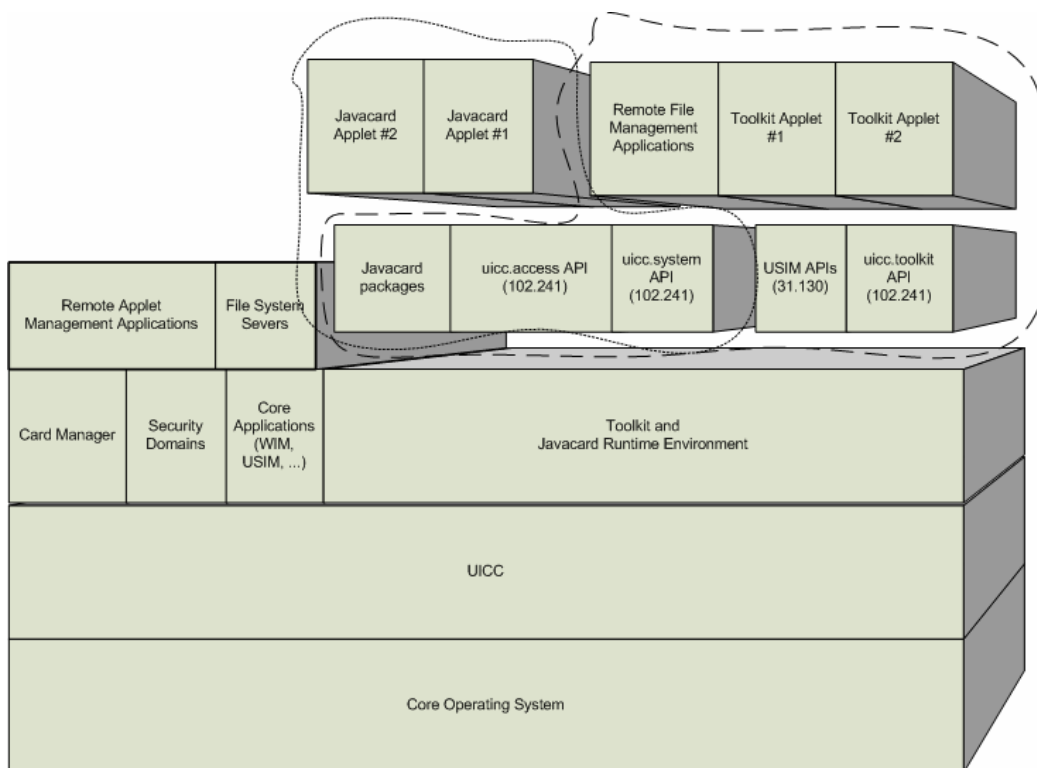 Javacard
Applet #2
Javacard
Applet #1
Remote File
Management
Applications
Toolkit Applet
#1
Toolkit Applet
#2
Javacard
packages
uicc.access API
(102.241)
uicc.system
API
(102.241)
USIM APIs
(31.130)
uicc.toolkit
API
(102.241)
Remote Applet
Management Applications
File System
Severs
Card Manager
Security
Domains
Core
Applications
(WIM,
USIM, ...)
Toolkit and
Javacard Runtime Environment
UICC
Core Operating System